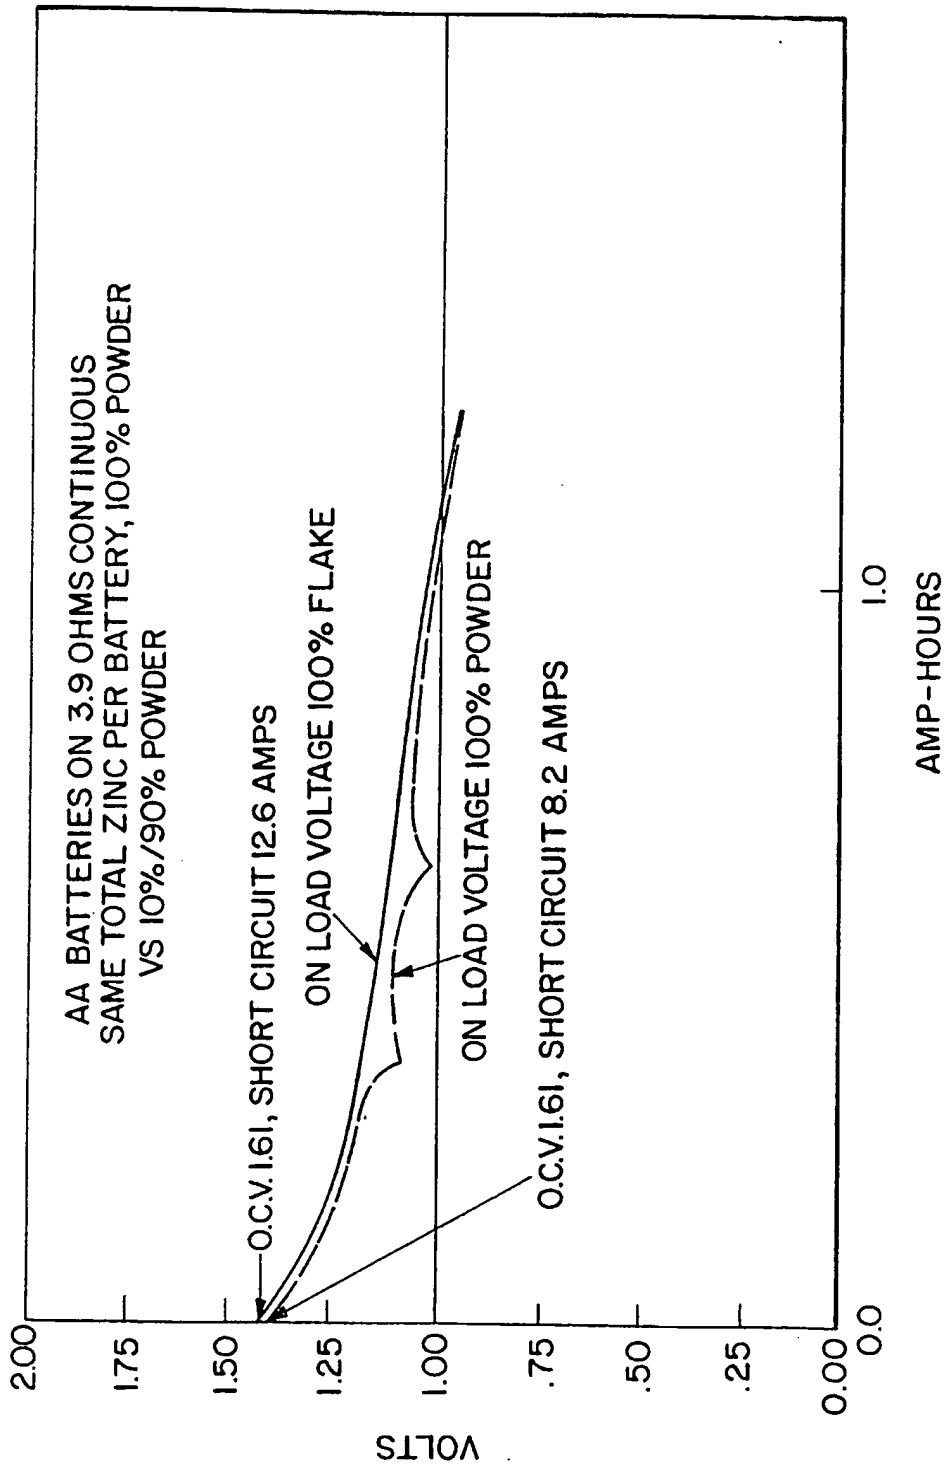 AA BATTERIES ON 3.9 OHMS CONTINUOUS
SAME TOTAL ZINC PER BATTERY, 100% POWDER
VS 10%/90% POWDER
O.C.V. 1.61, SHORT CIRCUIT 12.6 AMPS
ON LOAD VOLTAGE 100% FLAKE
ON LOAD VOLTAGE 100% POWDER
O.C.V. 1.61, SHORT CIRCUIT 8.2 AMPS
VOLTS
2.00
1.75
1.50
1.25
1.00
.75
.50
.25
0.00
0.0
1.0
AMP-HOURS